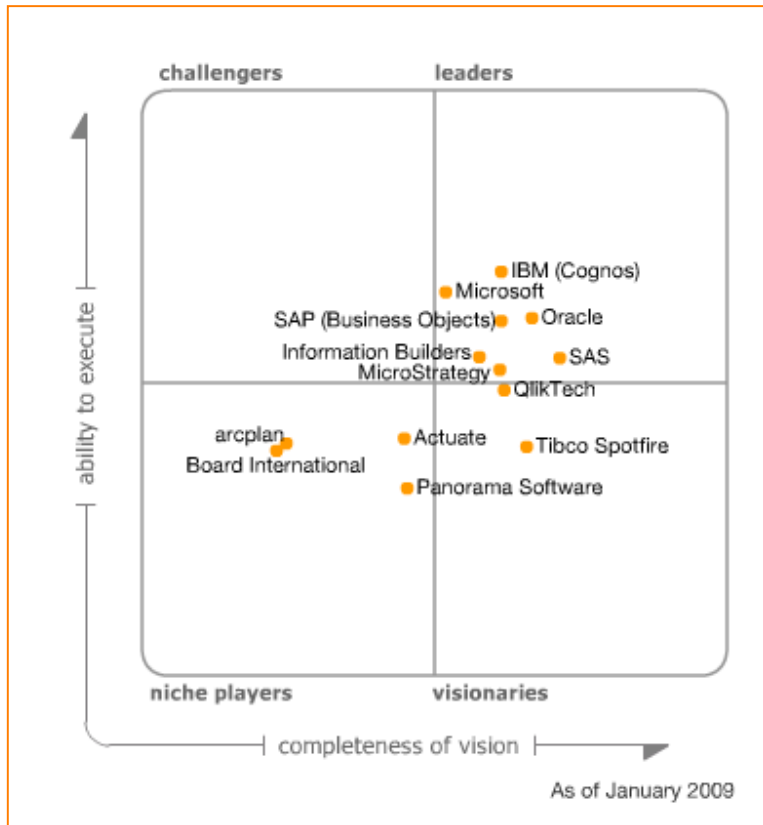 challengers
leaders
IBM (Cognos)
Microsoft
SAP (Business Objects)
Oracle
Information Builders
SAS
MicroStrategy
QlikTech
ability to execute
arcplan
Actuate
Tibco Spotfire
Board International
Panorama Software
niche players
visionaries
completeness of vision
As of January 2009